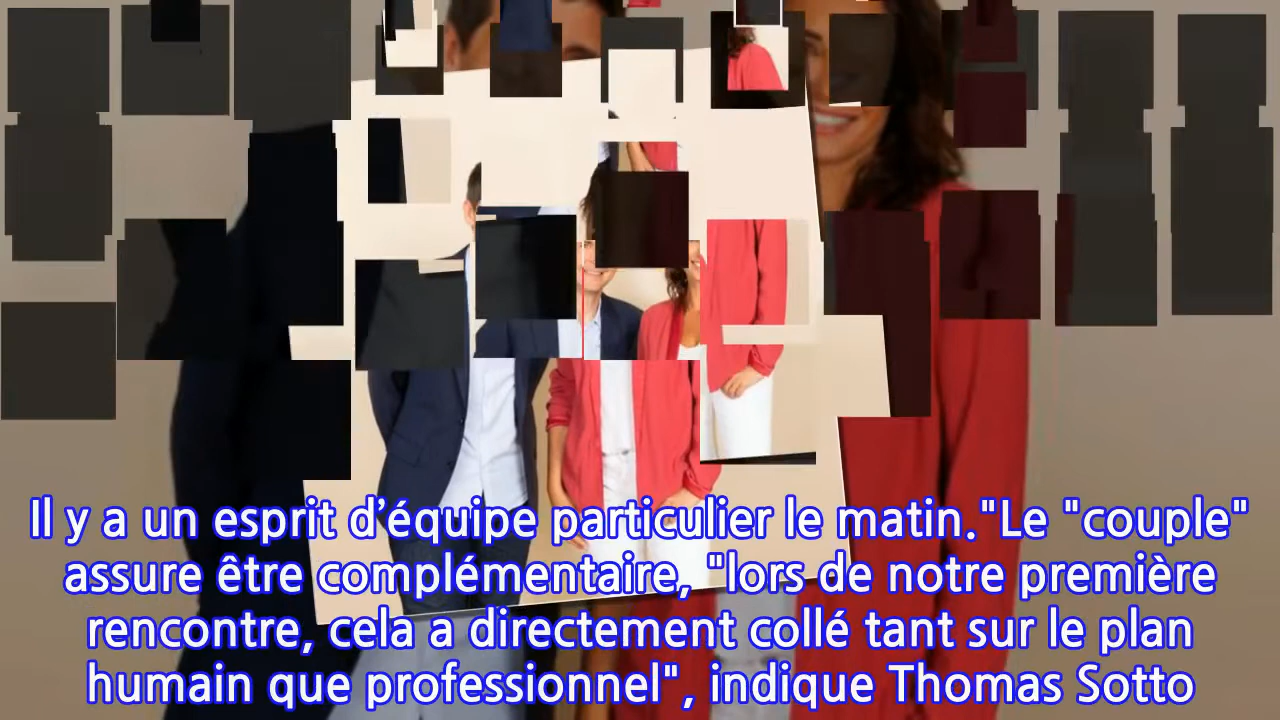 Il y a un esprit d’équipe particulier le matin."Le "couple"
assure être complémentaire, "lors de notre première
rencontre, cela a directement collé tant sur le plan
humain que professionnel", indique Thomas Sotto